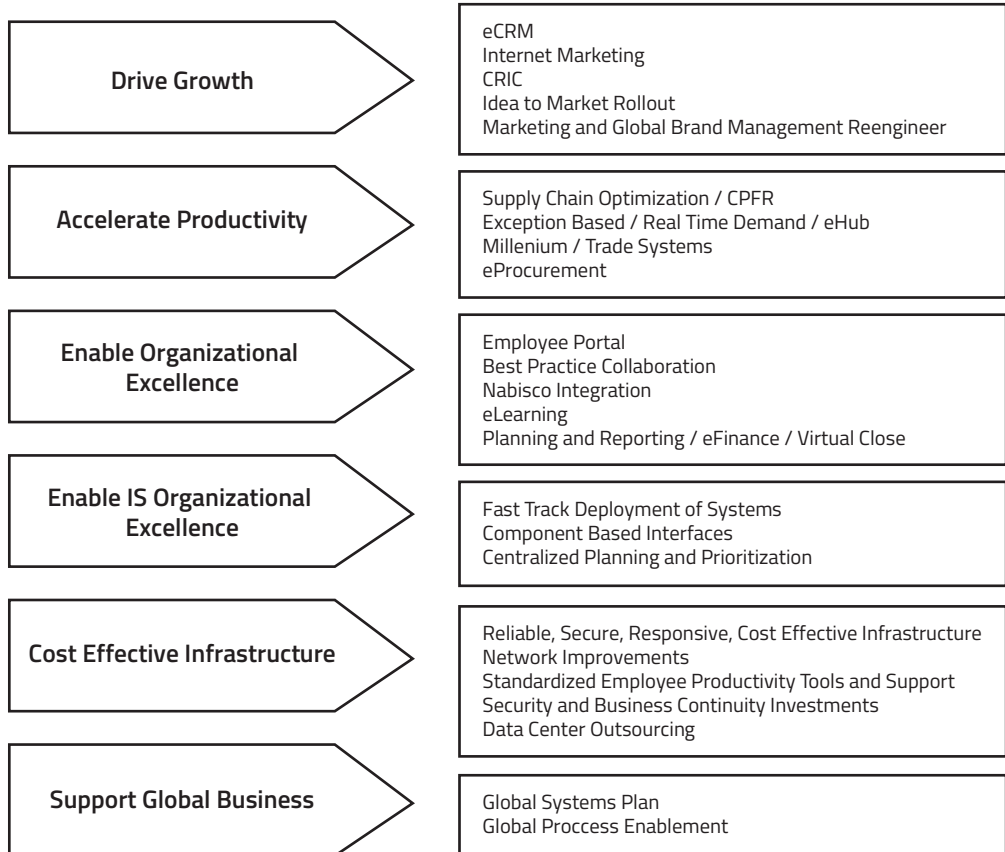 Drive Growth
eCRM
Internet Marketing
CRIC
Idea to Market Rollout
Marketing and Global Brand Management Reengineer
Accelerate Productivity
Supply Chain Optimization / CPFR
Exception Based / Real Time Demand / eHub
Millenium / Trade Systems
eProcurement
Enable Organizational
Excellence
Employee Portal
Best Practice Collaboration
Nabisco Integration
eLearning
Planning and Reporting / eFinance / Virtual Close
Enable IS Organizational
Excellence
Fast Track Deployment of Systems
Component Based Interfaces
Centralized Planning and Prioritization
Cost Effective Infrastructure
Reliable, Secure, Responsive, Cost Effective Infrastructure
Network Improvements
Standardized Employee Productivity Tools and Support
Security and Business Continuity Investments
Data Center Outsourcing
Support Global Business
Global Systems Plan
Global Proccess Enablement